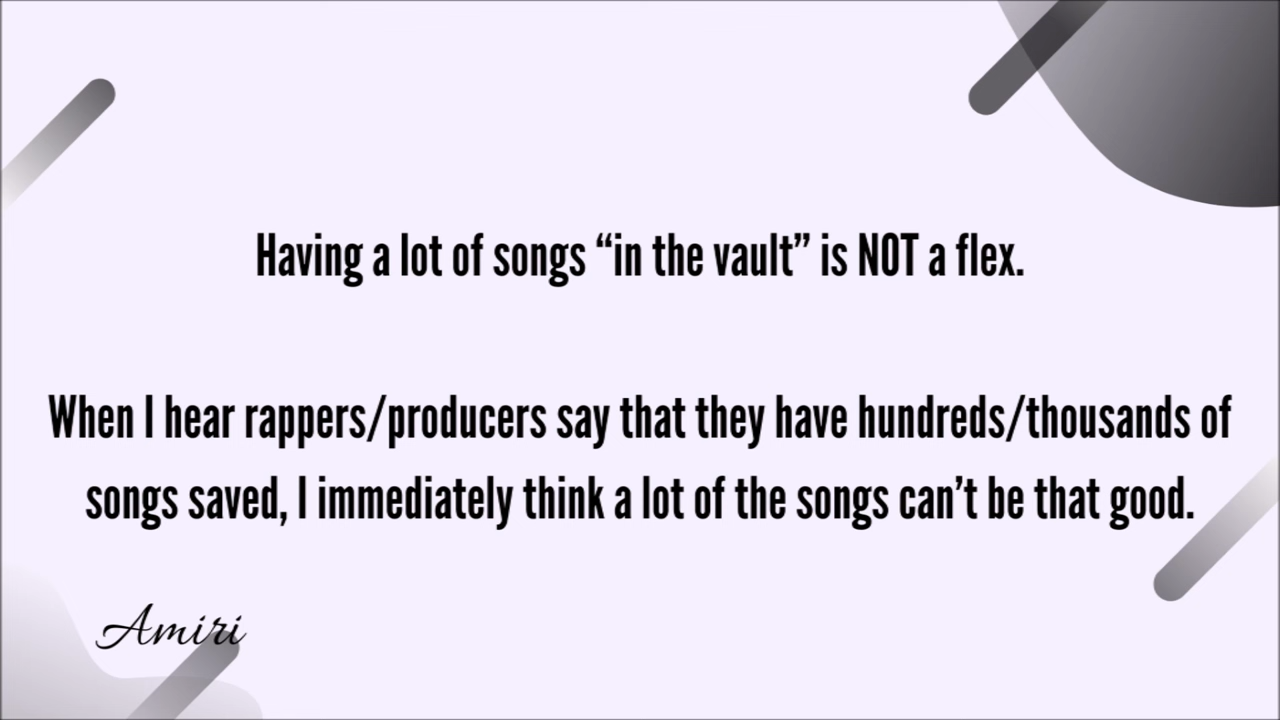 Having a lot of songs “in the vault” is NOT a flex.
When I hear rappers/producers say that they have hundreds/thousands of
songs saved, I immediately think a lot of the songs can’t be that good.
Amiri